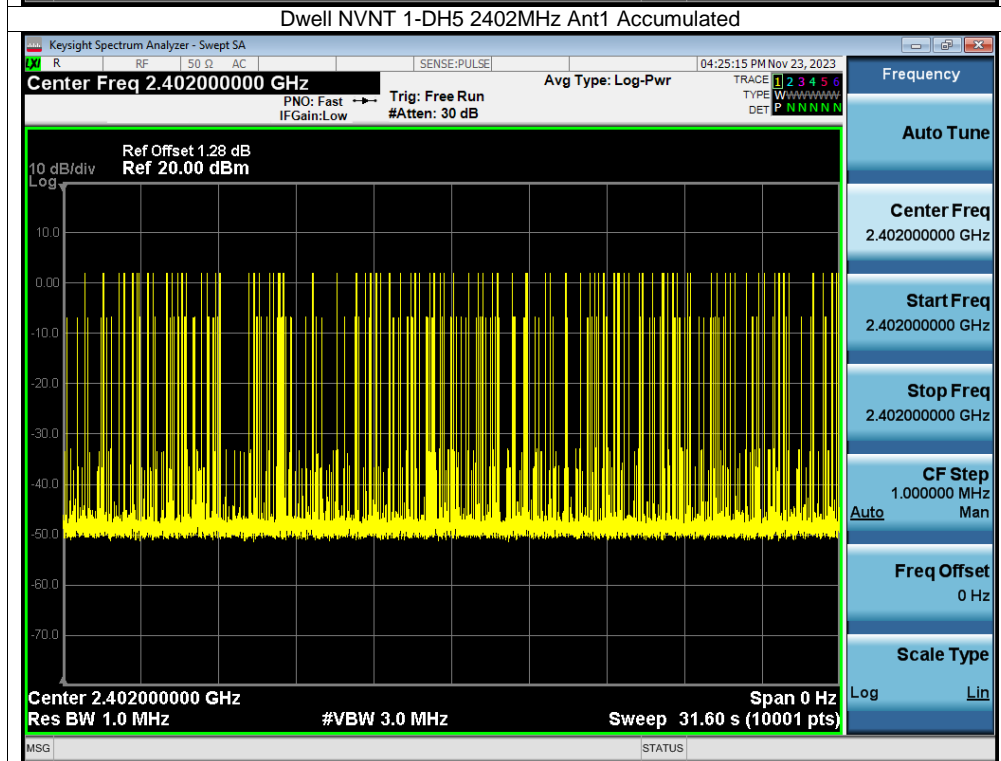 Dwell NVNT 1-DH5 2402MHz Ant1 Accumulated
Keysight Spectrum Analyzer - Swept SA
LXI R RF 50 Ω AC SENSE:PULSE 04:25:15 PM Nov 23, 2023
Center Freq 2.402000000 GHz Avg Type: Log-Pwr TRACE 1 2 3 4 5 6
PNO: Fast Trig: Free Run TYPE WWWWWW
IFGain:Low #Atten: 30 dB DET P N N N N N
Ref Offset 1.28 dB
10 dB/div Ref 20.00 dBm
Log
10.0
0.00
-10.0
-20.0
-30.0
-40.0
-50.0
-60.0
-70.0
Center 2.402000000 GHz Span 0 Hz
Res BW 1.0 MHz #VBW 3.0 MHz Sweep 31.60 s (10001 pts)
MSG STATUS
Frequency
Auto Tune
Center Freq
2.402000000 GHz
Start Freq
2.402000000 GHz
Stop Freq
2.402000000 GHz
CF Step
1.000000 MHz
Auto Man
Freq Offset
0 Hz
Scale Type
Log Lin